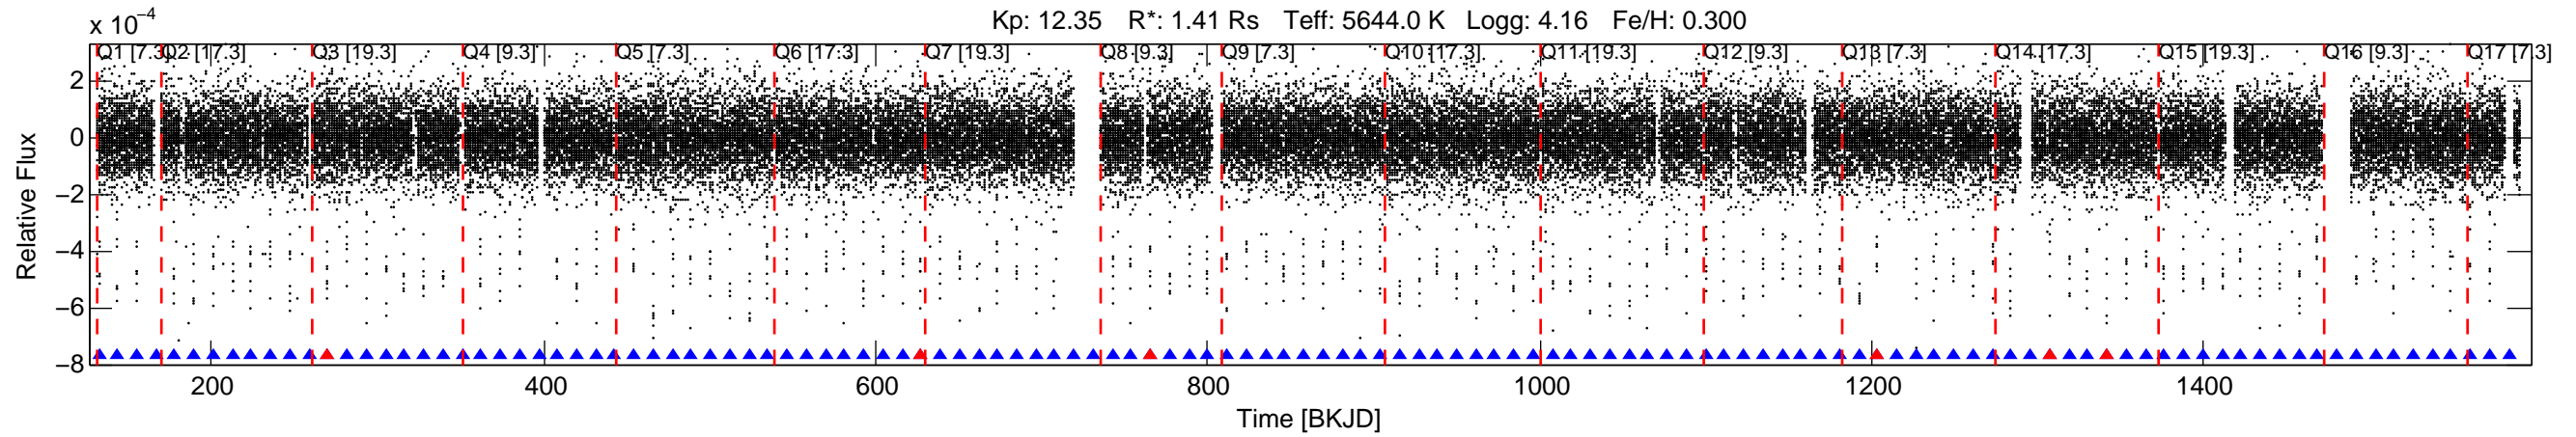 Kp: 12.35 R*: 1.41 Rs Teff: 5644.0 K Logg: 4.16 Fe/H: 0.300
x 10⁻⁴
Q1 [7.3] Q2 [17.3] Q3 [19.3] Q4 [9.3] Q5 [7.3] Q6 [17.3] Q7 [19.3] Q8 [9.3] Q9 [7.3] Q10 [17.3] Q11 [19.3] Q12 [9.3] Q13 [7.3] Q14 [17.3] Q15 [19.3] Q16 [9.3] Q17 [7.3]
2
0
−2
−4
−6
−8
Relative Flux
200 400 600 800 1000 1200 1400
Time [BKJD]